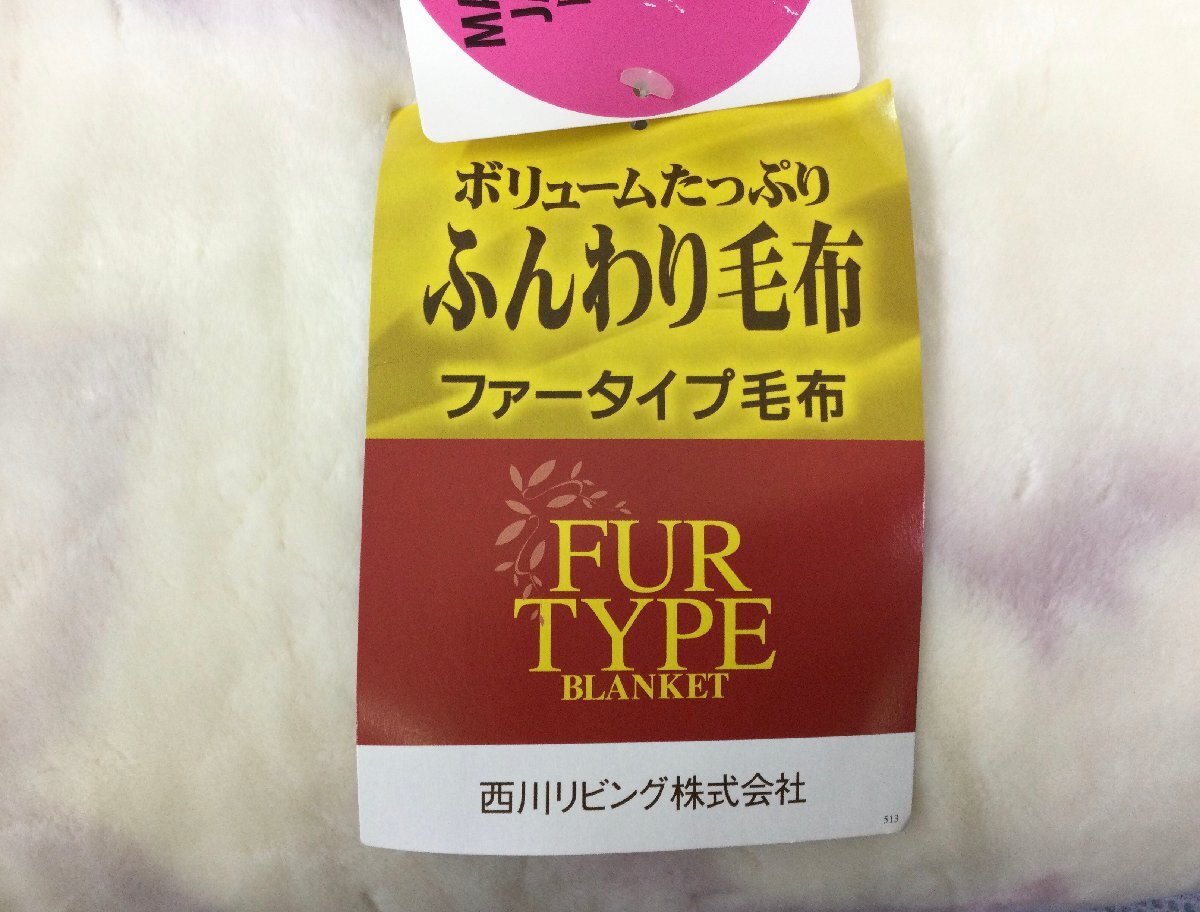 ボリュームたっぷり
ふんわり毛布
ファータイプ毛布
FUR
TYPE
BLANKET
西川リビング株式会社
513